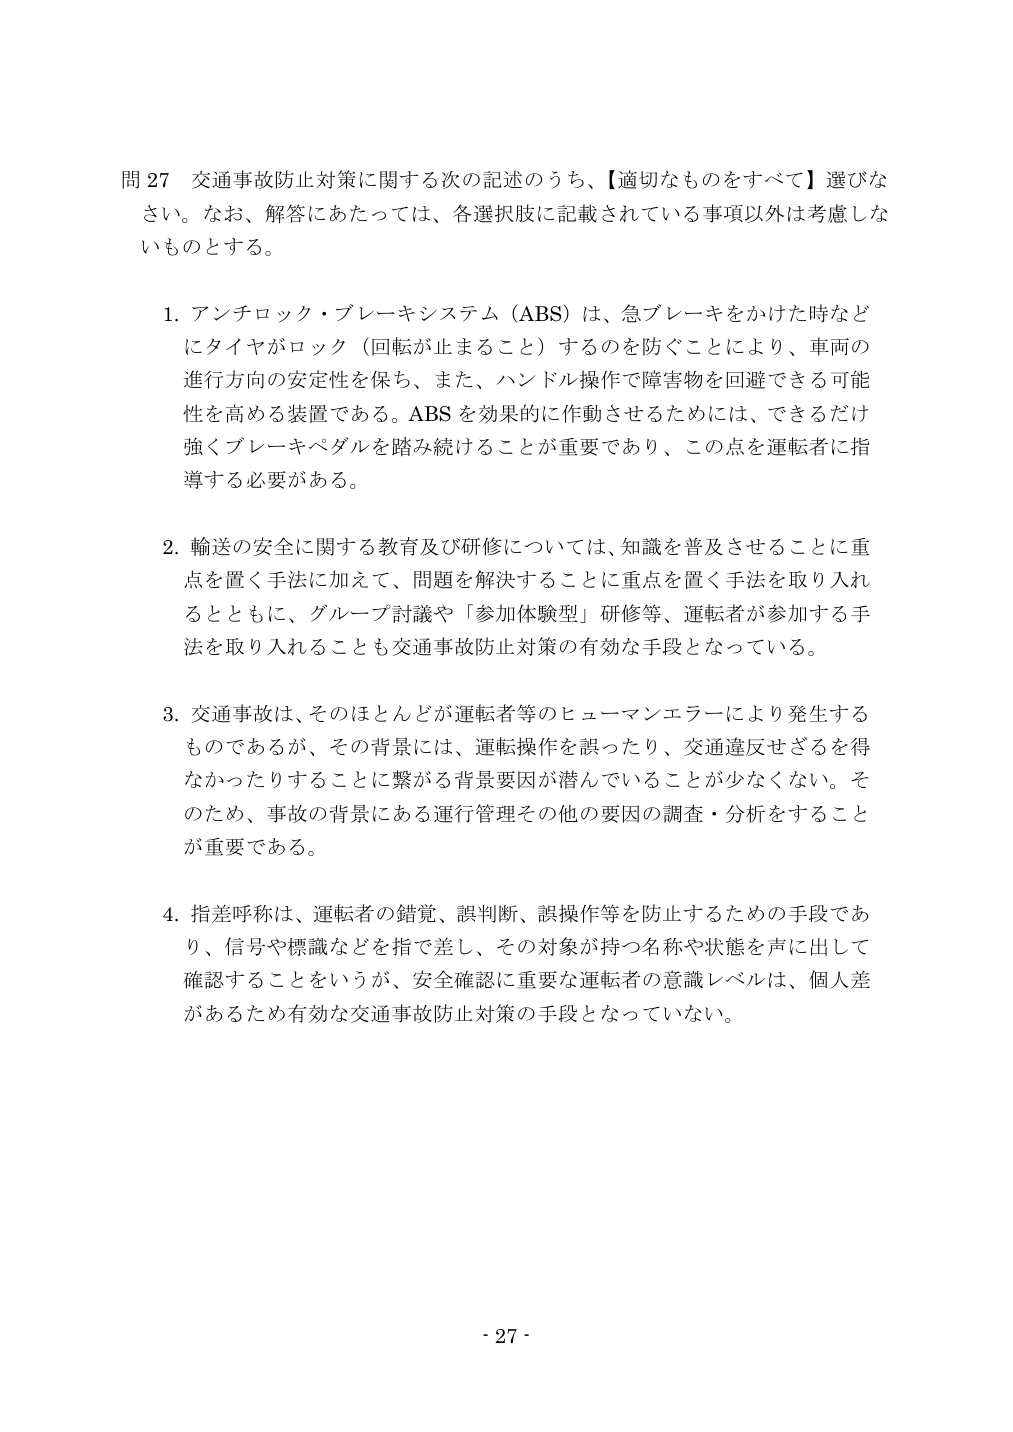 問 27　交通事故防止対策に関する次の記述のうち、【適切なものをすべて】選びな
さい。なお、解答にあたっては、各選択肢に記載されている事項以外は考慮しな
いものとする。
1. アンチロック・ブレーキシステム（ABS）は、急ブレーキをかけた時など
にタイヤがロック（回転が止まること）するのを防ぐことにより、車両の
進行方向の安定性を保ち、また、ハンドル操作で障害物を回避できる可能
性を高める装置である。ABS を効果的に作動させるためには、できるだけ
強くブレーキペダルを踏み続けることが重要であり、この点を運転者に指
導する必要がある。
2. 輸送の安全に関する教育及び研修については、知識を普及させることに重
点を置く手法に加えて、問題を解決することに重点を置く手法を取り入れ
るとともに、グループ討議や「参加体験型」研修等、運転者が参加する手
法を取り入れることも交通事故防止対策の有効な手段となっている。
3. 交通事故は、そのほとんどが運転者等のヒューマンエラーにより発生する
ものであるが、その背景には、運転操作を誤ったり、交通違反せざるを得
なかったりすることに繋がる背景要因が潜んでいることが少なくない。そ
のため、事故の背景にある運行管理その他の要因の調査・分析をすること
が重要である。
4. 指差呼称は、運転者の錯覚、誤判断、誤操作等を防止するための手段であ
り、信号や標識などを指で差し、その対象が持つ名称や状態を声に出して
確認することをいうが、安全確認に重要な運転者の意識レベルは、個人差
があるため有効な交通事故防止対策の手段となっていない。
- 27 -